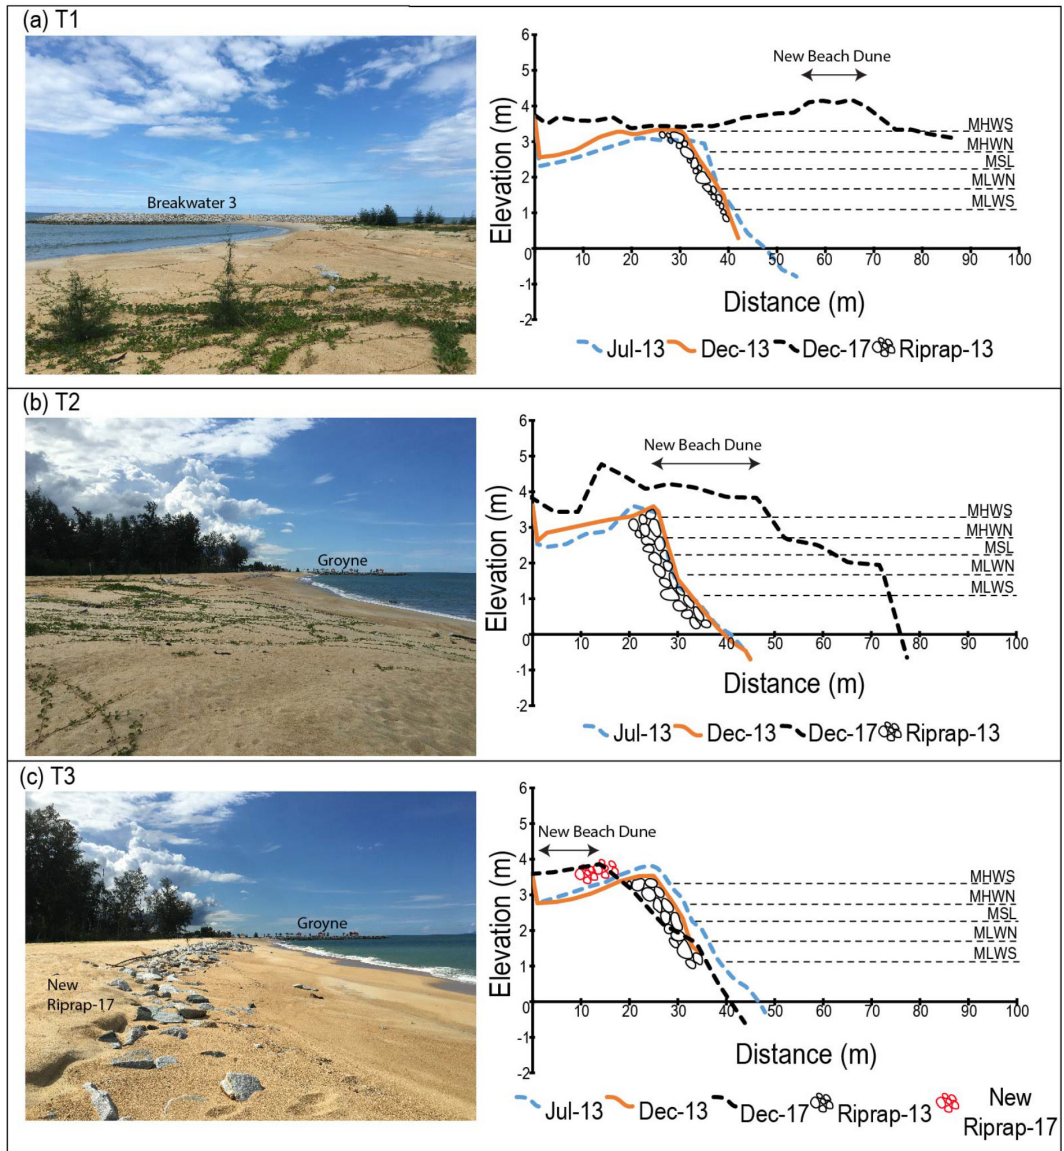 (a) T1
Breakwater 3
New Beach Dune
Elevation (m)
6
5
4
3
2
1
0
-1
-2
MHWS
MHWN
MSL
MLWN
MLWS
10 20 30 40 50 60 70 80 90 100
Distance (m)
Jul-13 Dec-13 Dec-17 Riprap-13
(b) T2
Groyne
New Beach Dune
Elevation (m)
6
5
4
3
2
1
0
-1
-2
MHWS
MHWN
MSL
MLWN
MLWS
10 20 30 40 50 60 70 80 90 100
Distance (m)
Jul-13 Dec-13 Dec-17 Riprap-13
(c) T3
Groyne
New
Riprap-17
New Beach Dune
Elevation (m)
6
5
4
3
2
1
0
-1
-2
MHWS
MHWN
MSL
MLWN
MLWS
10 20 30 40 50 60 70 80 90 100
Distance (m)
Jul-13 Dec-13 Dec-17 Riprap-13 New
Riprap-17